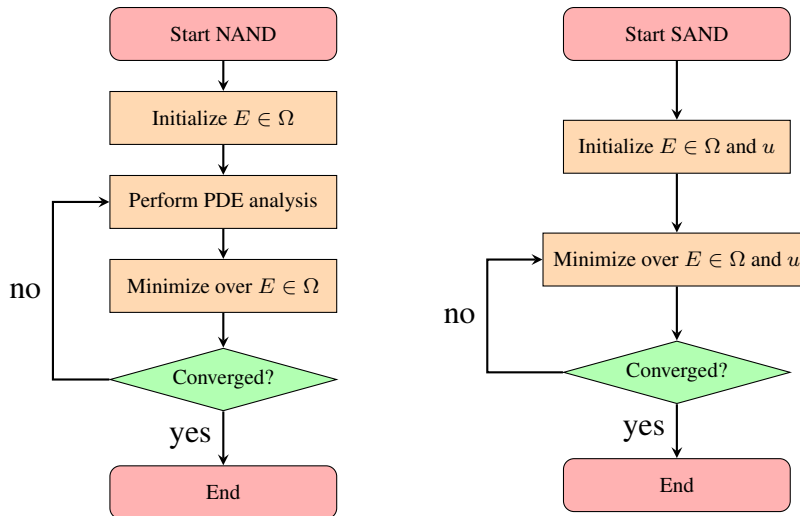 Start NAND
Initialize E ∈ Ω
Perform PDE analysis
Minimize over E ∈ Ω
no
Converged?
yes
End
Start SAND
Initialize E ∈ Ω and u
Minimize over E ∈ Ω and u
no
Converged?
yes
End